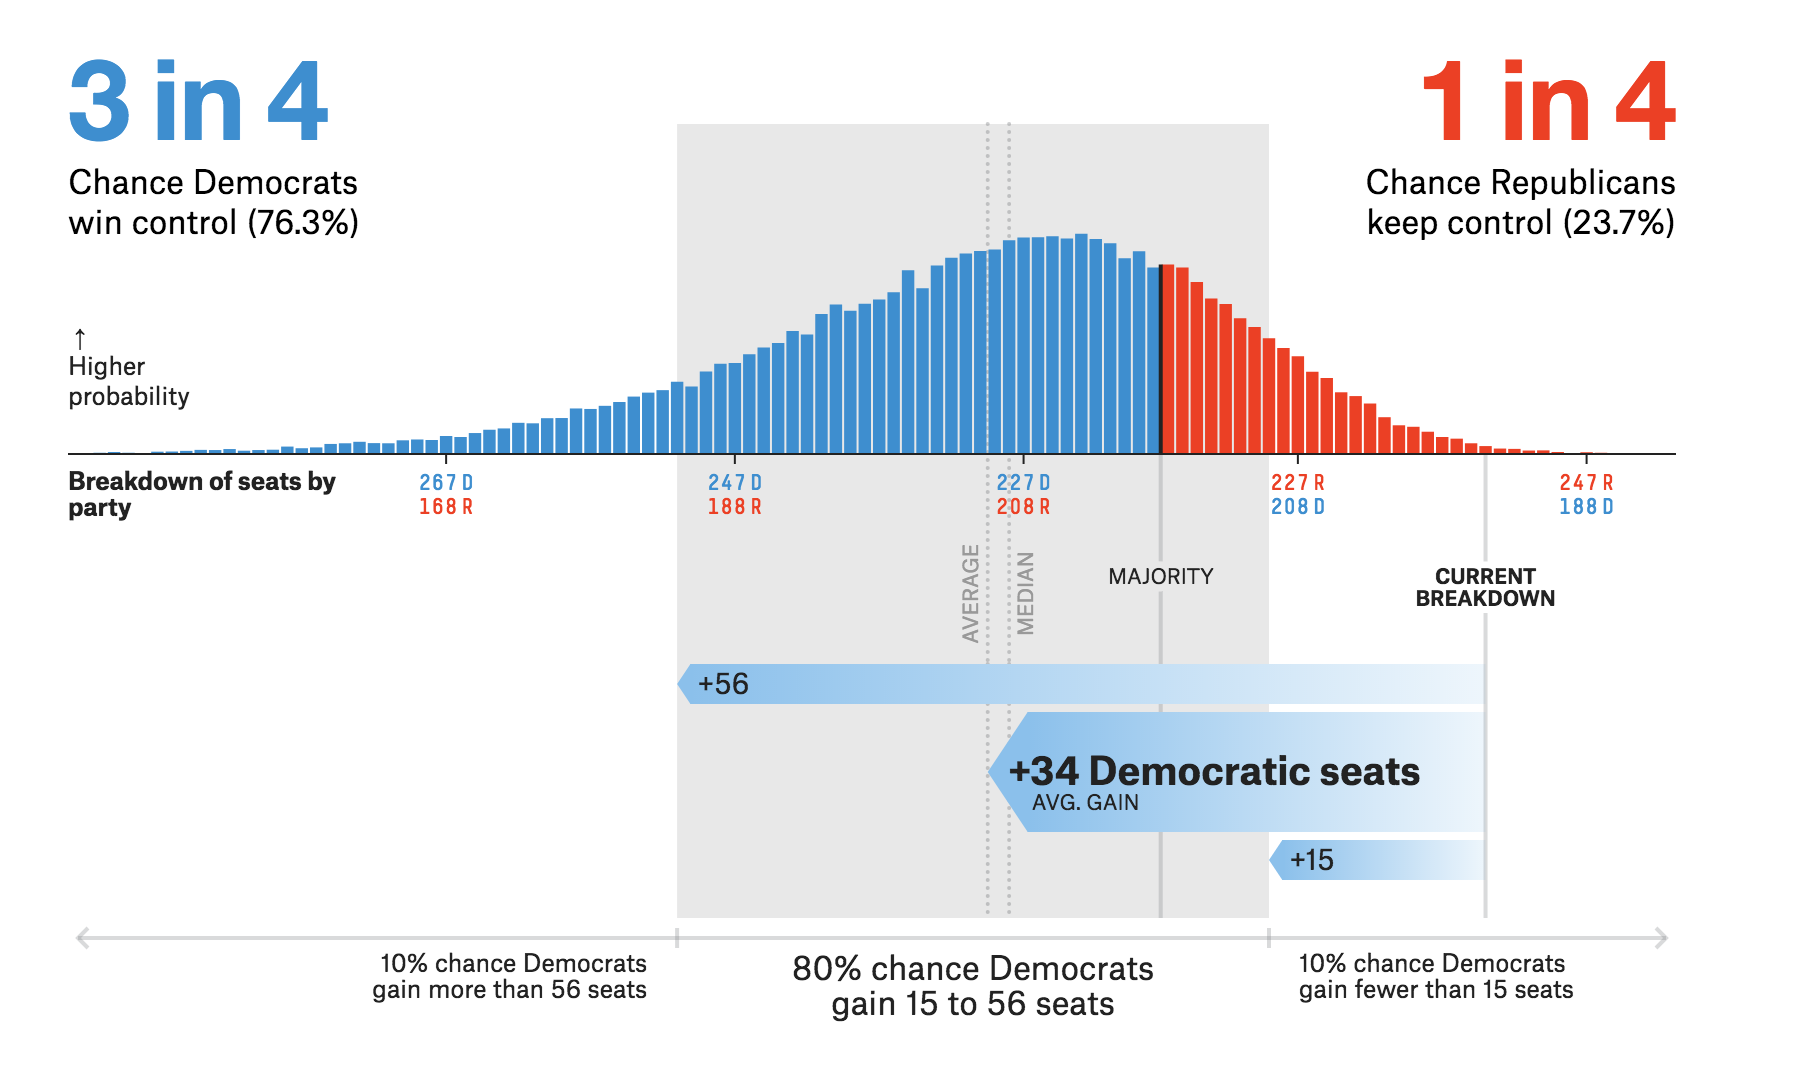 3 in 4
Chance Democrats
win control (76.3%)
1 in 4
Chance Republicans
keep control (23.7%)
↑
Higher
probability
Breakdown of seats by
party
267 D
168 R
247 D
188 R
227 D
208 R
227 R
208 D
247 R
188 D
AVERAGE
MEDIAN
MAJORITY
CURRENT
BREAKDOWN
+56
+34 Democratic seats
AVG. GAIN
+15
10% chance Democrats
gain more than 56 seats
80% chance Democrats
gain 15 to 56 seats
10% chance Democrats
gain fewer than 15 seats